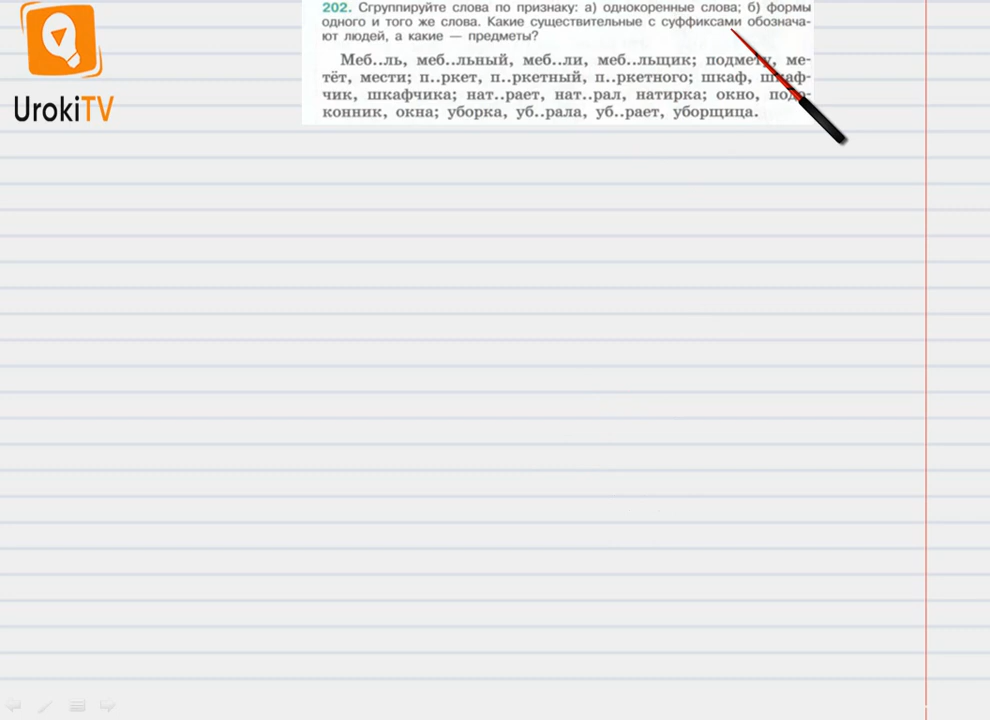 UrokiTV
202. Сгруппируйте слова по признаку: а) однокоренные слова; б) формы
одного и того же слова. Какие существительные с суффиксами обознача-
ют людей, а какие — предметы?
Меб..ль, меб..льный, меб..ли, меб..льщик; подмету, ме-
тёт, мести; п..ркет, п..ркетный, п..ркетного; шкаф, шкаф-
чик, шкафчика; нат..рает, нат..рал, натирка; окно, подо-
конник, окна; уборка, уб..рала, уб..рает, уборщица.